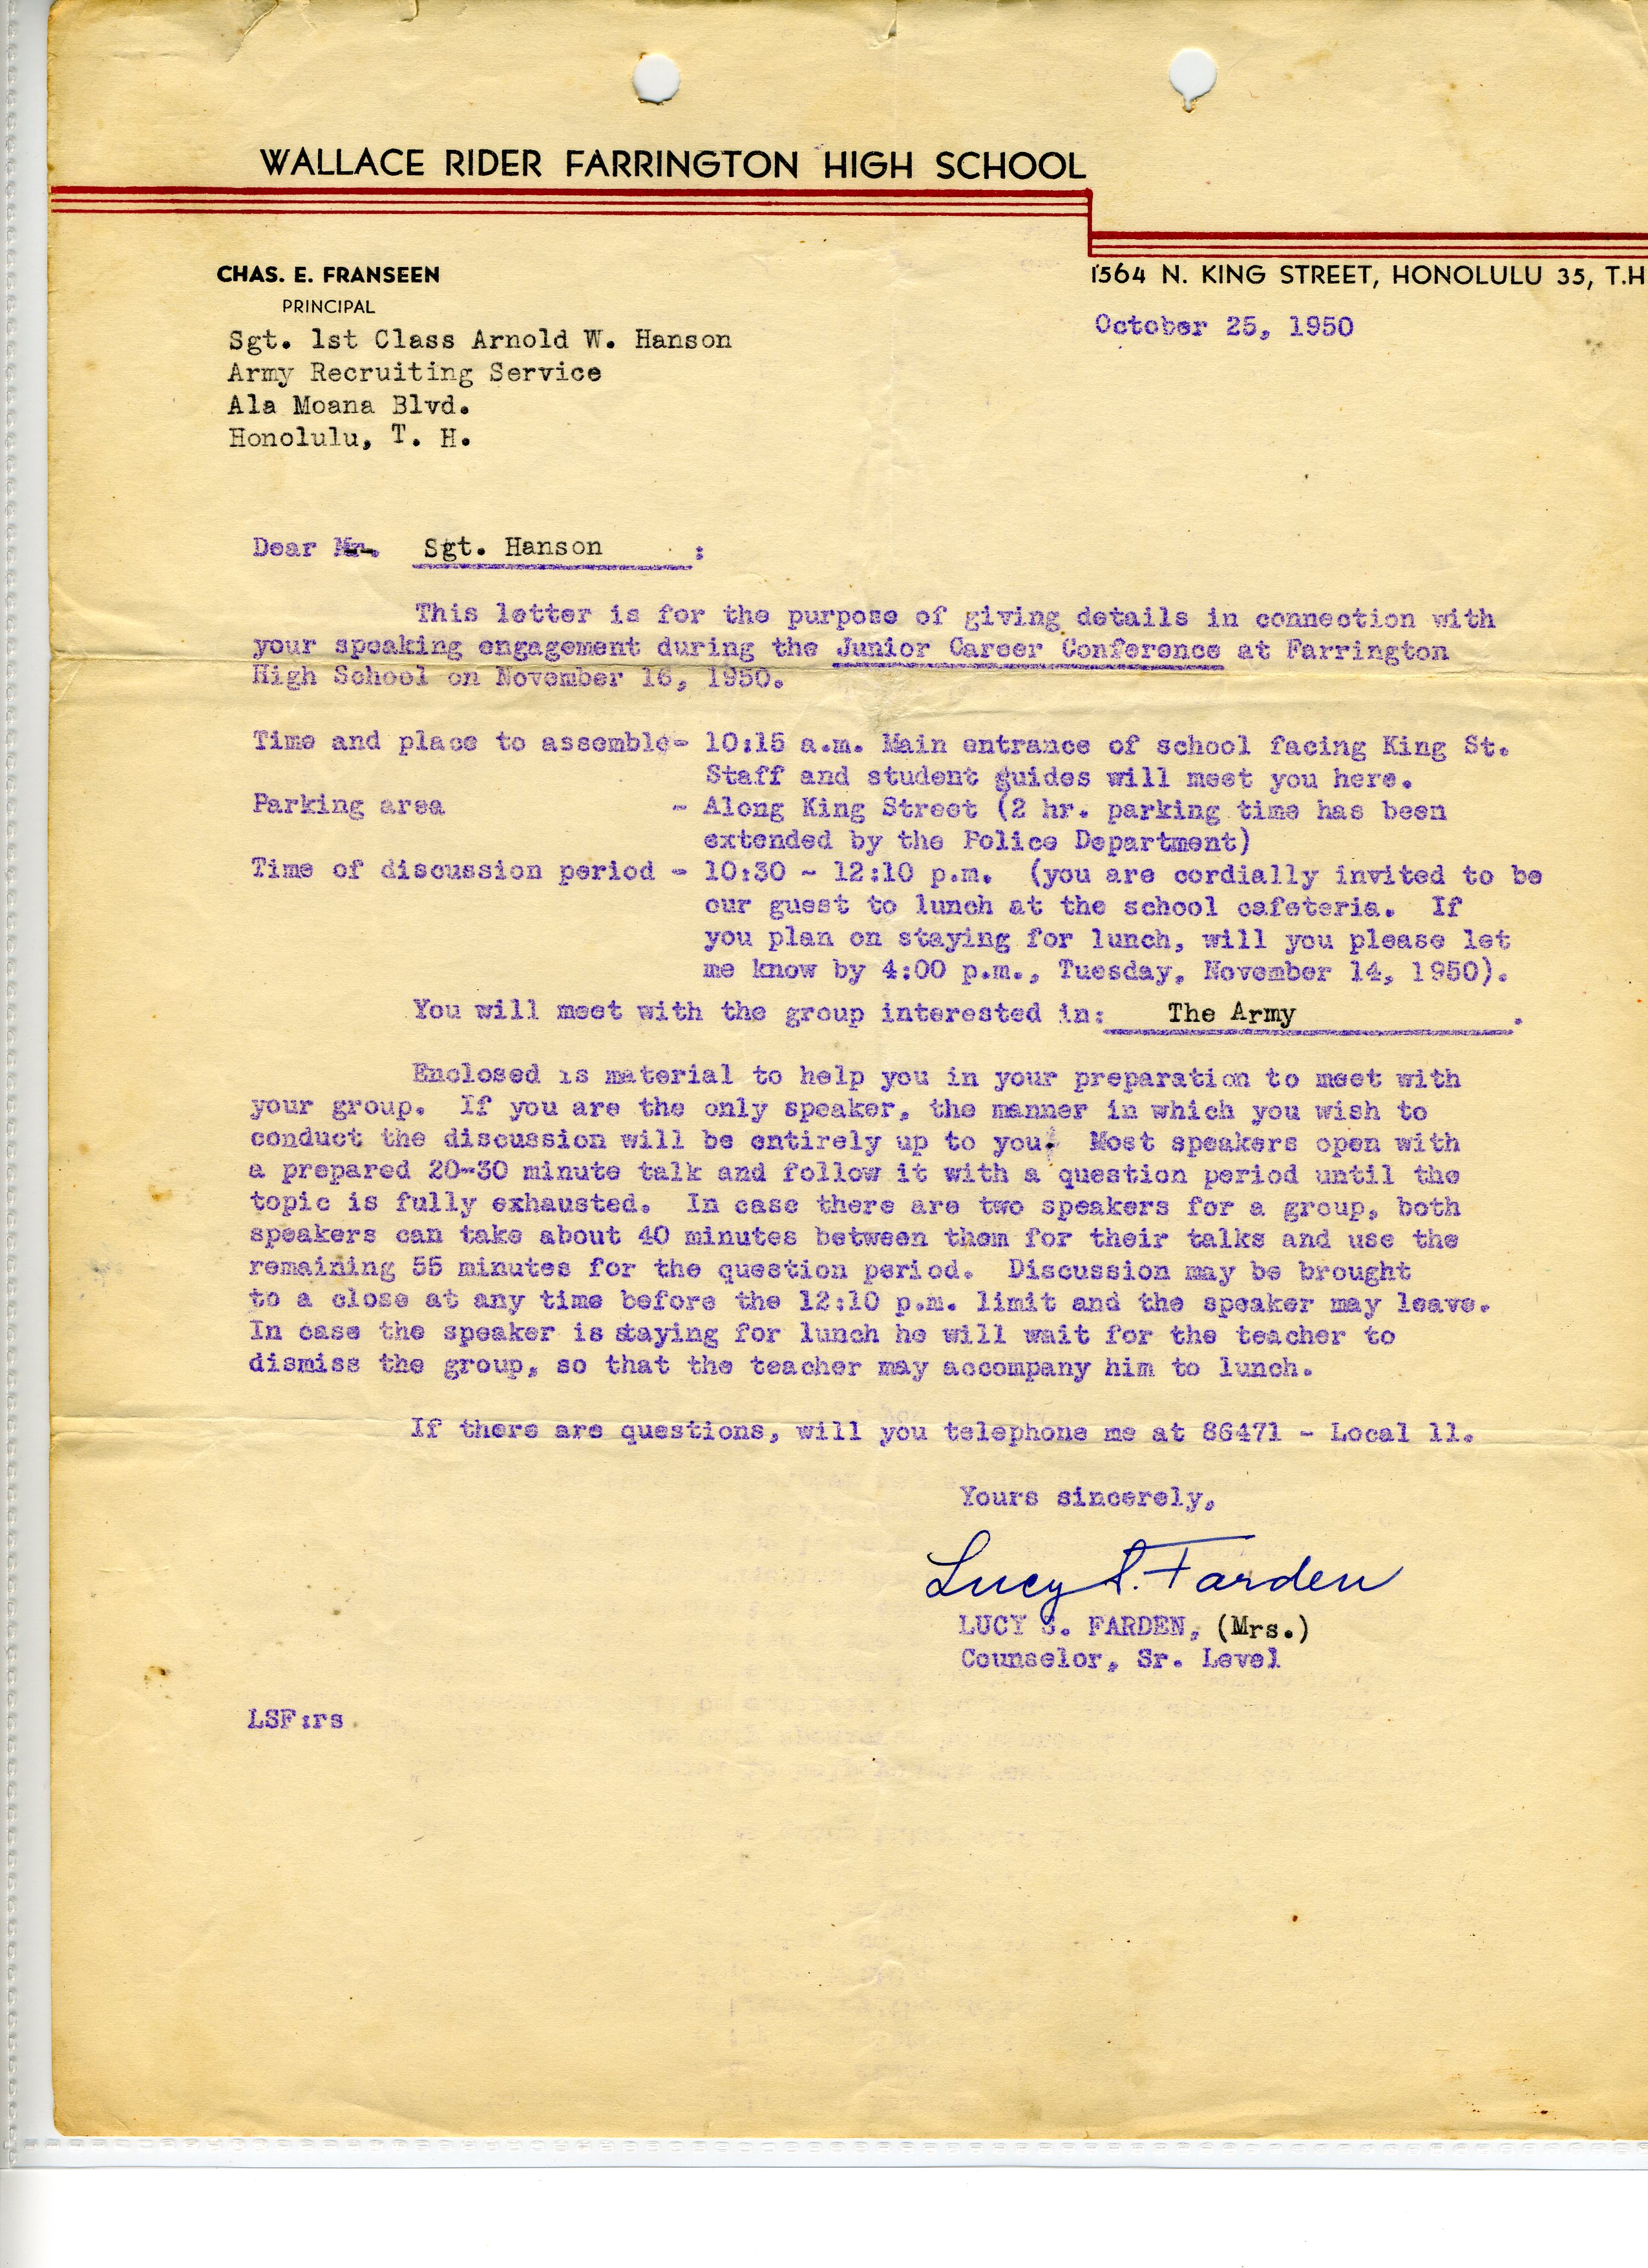 WALLACE RIDER FARRINGTON HIGH SCHOOL
CHAS. E. FRANSEEN
PRINCIPAL
1564 N. KING STREET, HONOLULU 35, T.H
October 25, 1950
Sgt. 1st Class Arnold W. Hanson
Army Recruiting Service
Ala Moana Blvd.
Honolulu, T. H.
Dear Mr. Sgt. Hanson :
This letter is for the purpose of giving details in connection with
your speaking engagement during the Junior Career Conference at Farrington
High School on November 16, 1950.
Time and place to assemble- 10:15 a.m. Main entrance of school facing King St.
Staff and student guides will meet you here.
Parking area - Along King Street (2 hr. parking time has been
extended by the Police Department)
Time of discussion period - 10:30 - 12:10 p.m. (you are cordially invited to be
our guest to lunch at the school cafeteria. If
you plan on staying for lunch, will you please let
me know by 4:00 p.m., Tuesday, November 14, 1950).
You will meet with the group interested in: The Army .
Enclosed is material to help you in your preparation to meet with
your group. If you are the only speaker, the manner in which you wish to
conduct the discussion will be entirely up to you. Most speakers open with
a prepared 20-30 minute talk and follow it with a question period until the
topic is fully exhausted. In case there are two speakers for a group, both
speakers can take about 40 minutes between them for their talks and use the
remaining 55 minutes for the question period. Discussion may be brought
to a close at any time before the 12:10 p.m. limit and the speaker may leave.
In case the speaker is staying for lunch he will wait for the teacher to
dismiss the group, so that the teacher may accompany him to lunch.
If there are questions, will you telephone me at 86471 - Local 11.
Yours sincerely,
Lucy S. Farden
LUCY S. FARDEN, (Mrs.)
Counselor, Sr. Level
LSF:rs